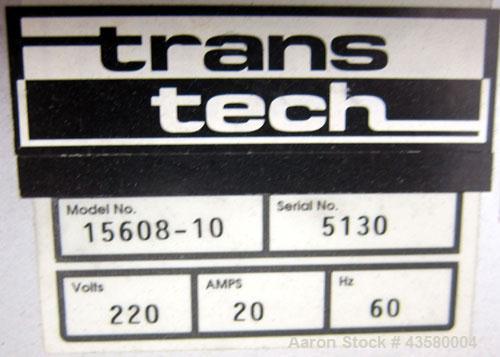 trans
tech
Model No. Serial No.
15608-10 5130
Volts AMPS Hz
220 20 60
Aaron Stock # 43580004